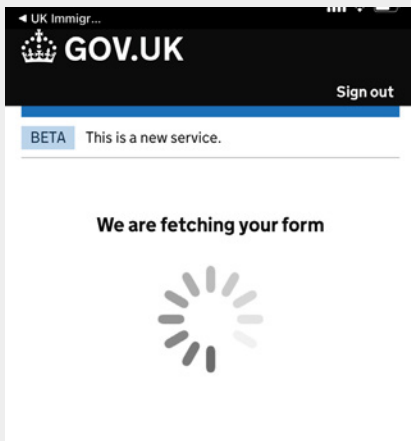 ◀ UK Immigr...
GOV.UK
Sign out
BETA This is a new service.
We are fetching your form